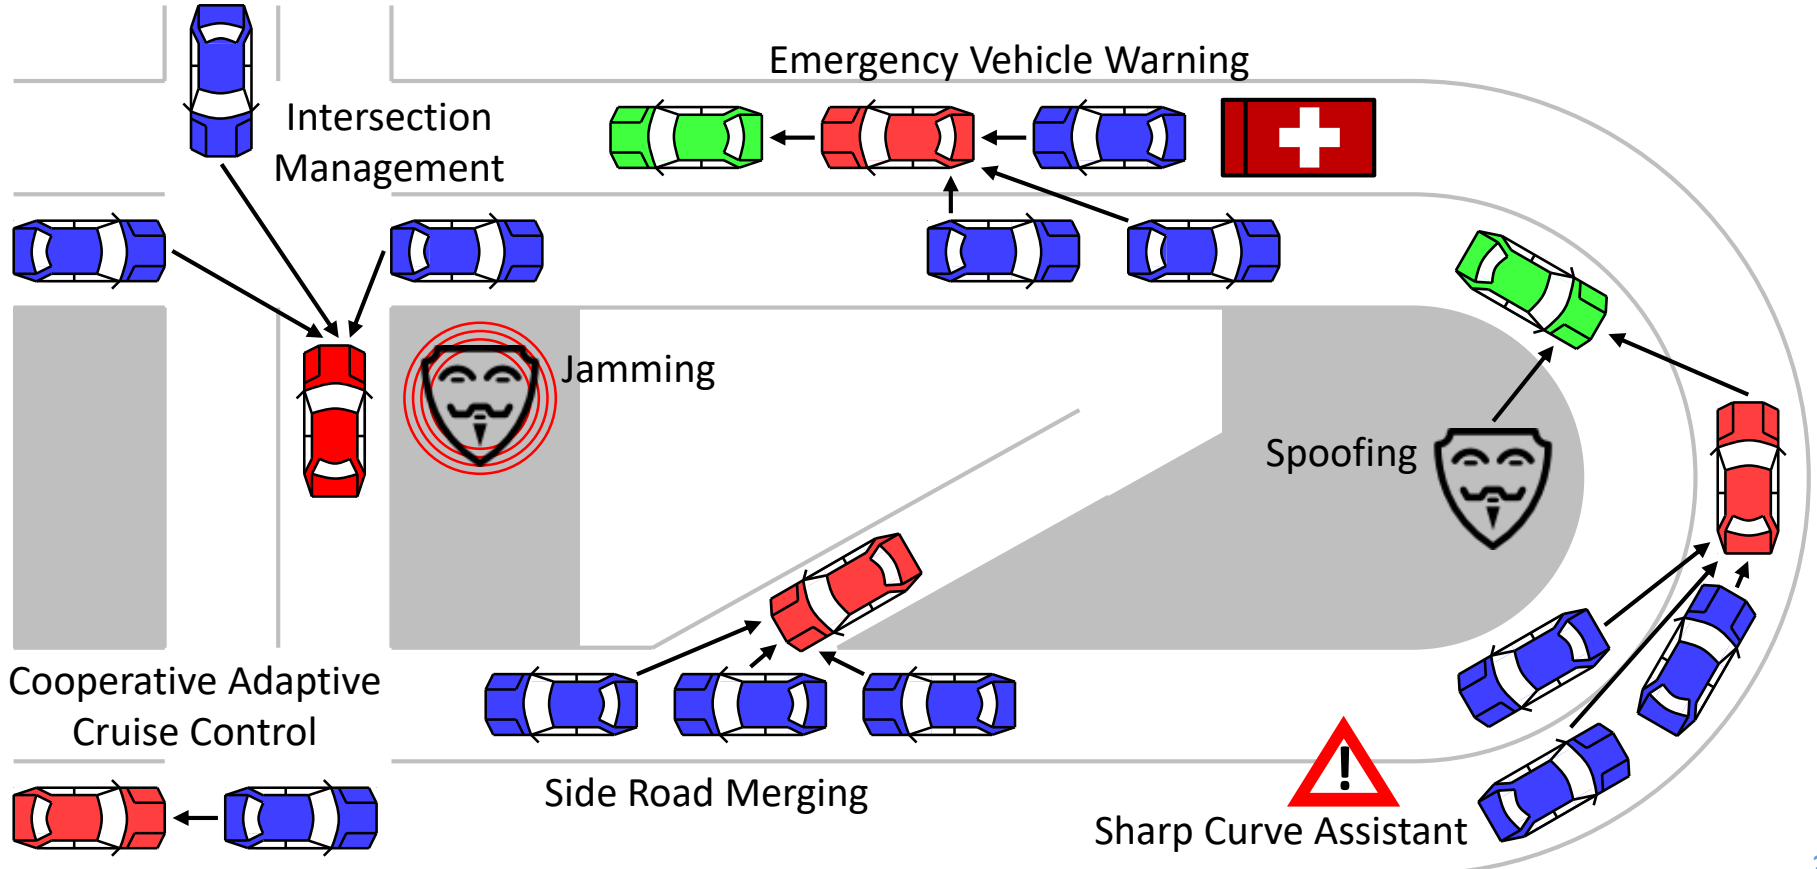 Emergency Vehicle Warning
Intersection
Management
Jamming
Spoofing
Cooperative Adaptive
Cruise Control
Side Road Merging
!
Sharp Curve Assistant